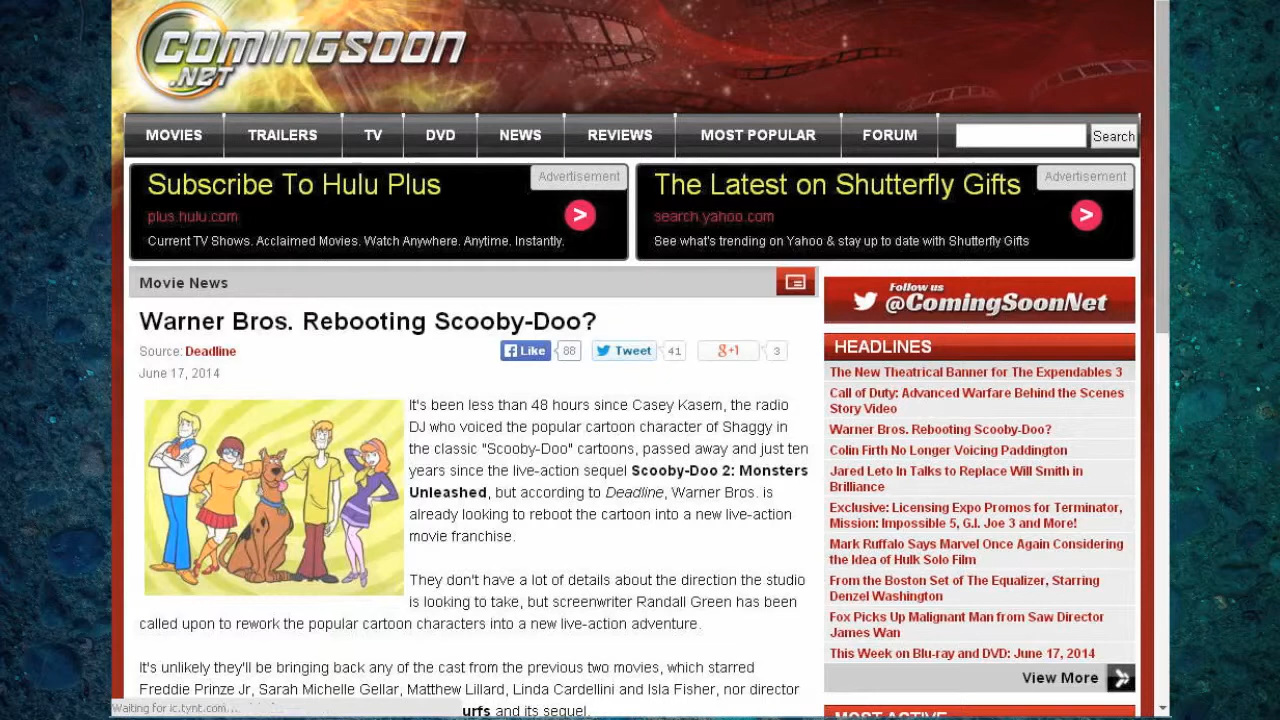 COMINGSOON
.NET
MOVIES
TRAILERS
TV
DVD
NEWS
REVIEWS
MOST POPULAR
FORUM
Search
Subscribe To Hulu Plus
Advertisement
plus.hulu.com
Current TV Shows. Acclaimed Movies. Watch Anywhere. Anytime. Instantly.
The Latest on Shutterfly Gifts
Advertisement
search.yahoo.com
See what's trending on Yahoo & stay up to date with Shutterfly Gifts
Movie News
Warner Bros. Rebooting Scooby-Doo?
Source: Deadline
Like 88
Tweet 41
g+1 3
June 17, 2014
It's been less than 48 hours since Casey Kasem, the radio
DJ who voiced the popular cartoon character of Shaggy in
the classic "Scooby-Doo" cartoons, passed away and just ten
years since the live-action sequel Scooby-Doo 2: Monsters
Unleashed, but according to Deadline, Warner Bros. is
already looking to reboot the cartoon into a new live-action
movie franchise.
They don't have a lot of details about the direction the studio
is looking to take, but screenwriter Randall Green has been
called upon to rework the popular cartoon characters into a new live-action adventure.
It's unlikely they'll be bringing back any of the cast from the previous two movies, which starred
Freddie Prinze Jr, Sarah Michelle Gellar, Matthew Lillard, Linda Cardellini and Isla Fisher, nor director
urfs and its sequel.
Waiting for ic.tynt.com...
Follow us
@ComingSoonNet
HEADLINES
The New Theatrical Banner for The Expendables 3
Call of Duty: Advanced Warfare Behind the Scenes
Story Video
Warner Bros. Rebooting Scooby-Doo?
Colin Firth No Longer Voicing Paddington
Jared Leto In Talks to Replace Will Smith in
Brilliance
Exclusive: Licensing Expo Promos for Terminator,
Mission: Impossible 5, G.I. Joe 3 and More!
Mark Ruffalo Says Marvel Once Again Considering
the Idea of Hulk Solo Film
From the Boston Set of The Equalizer, Starring
Denzel Washington
Fox Picks Up Malignant Man from Saw Director
James Wan
This Week on Blu-ray and DVD: June 17, 2014
View More
MOST ACTIVE